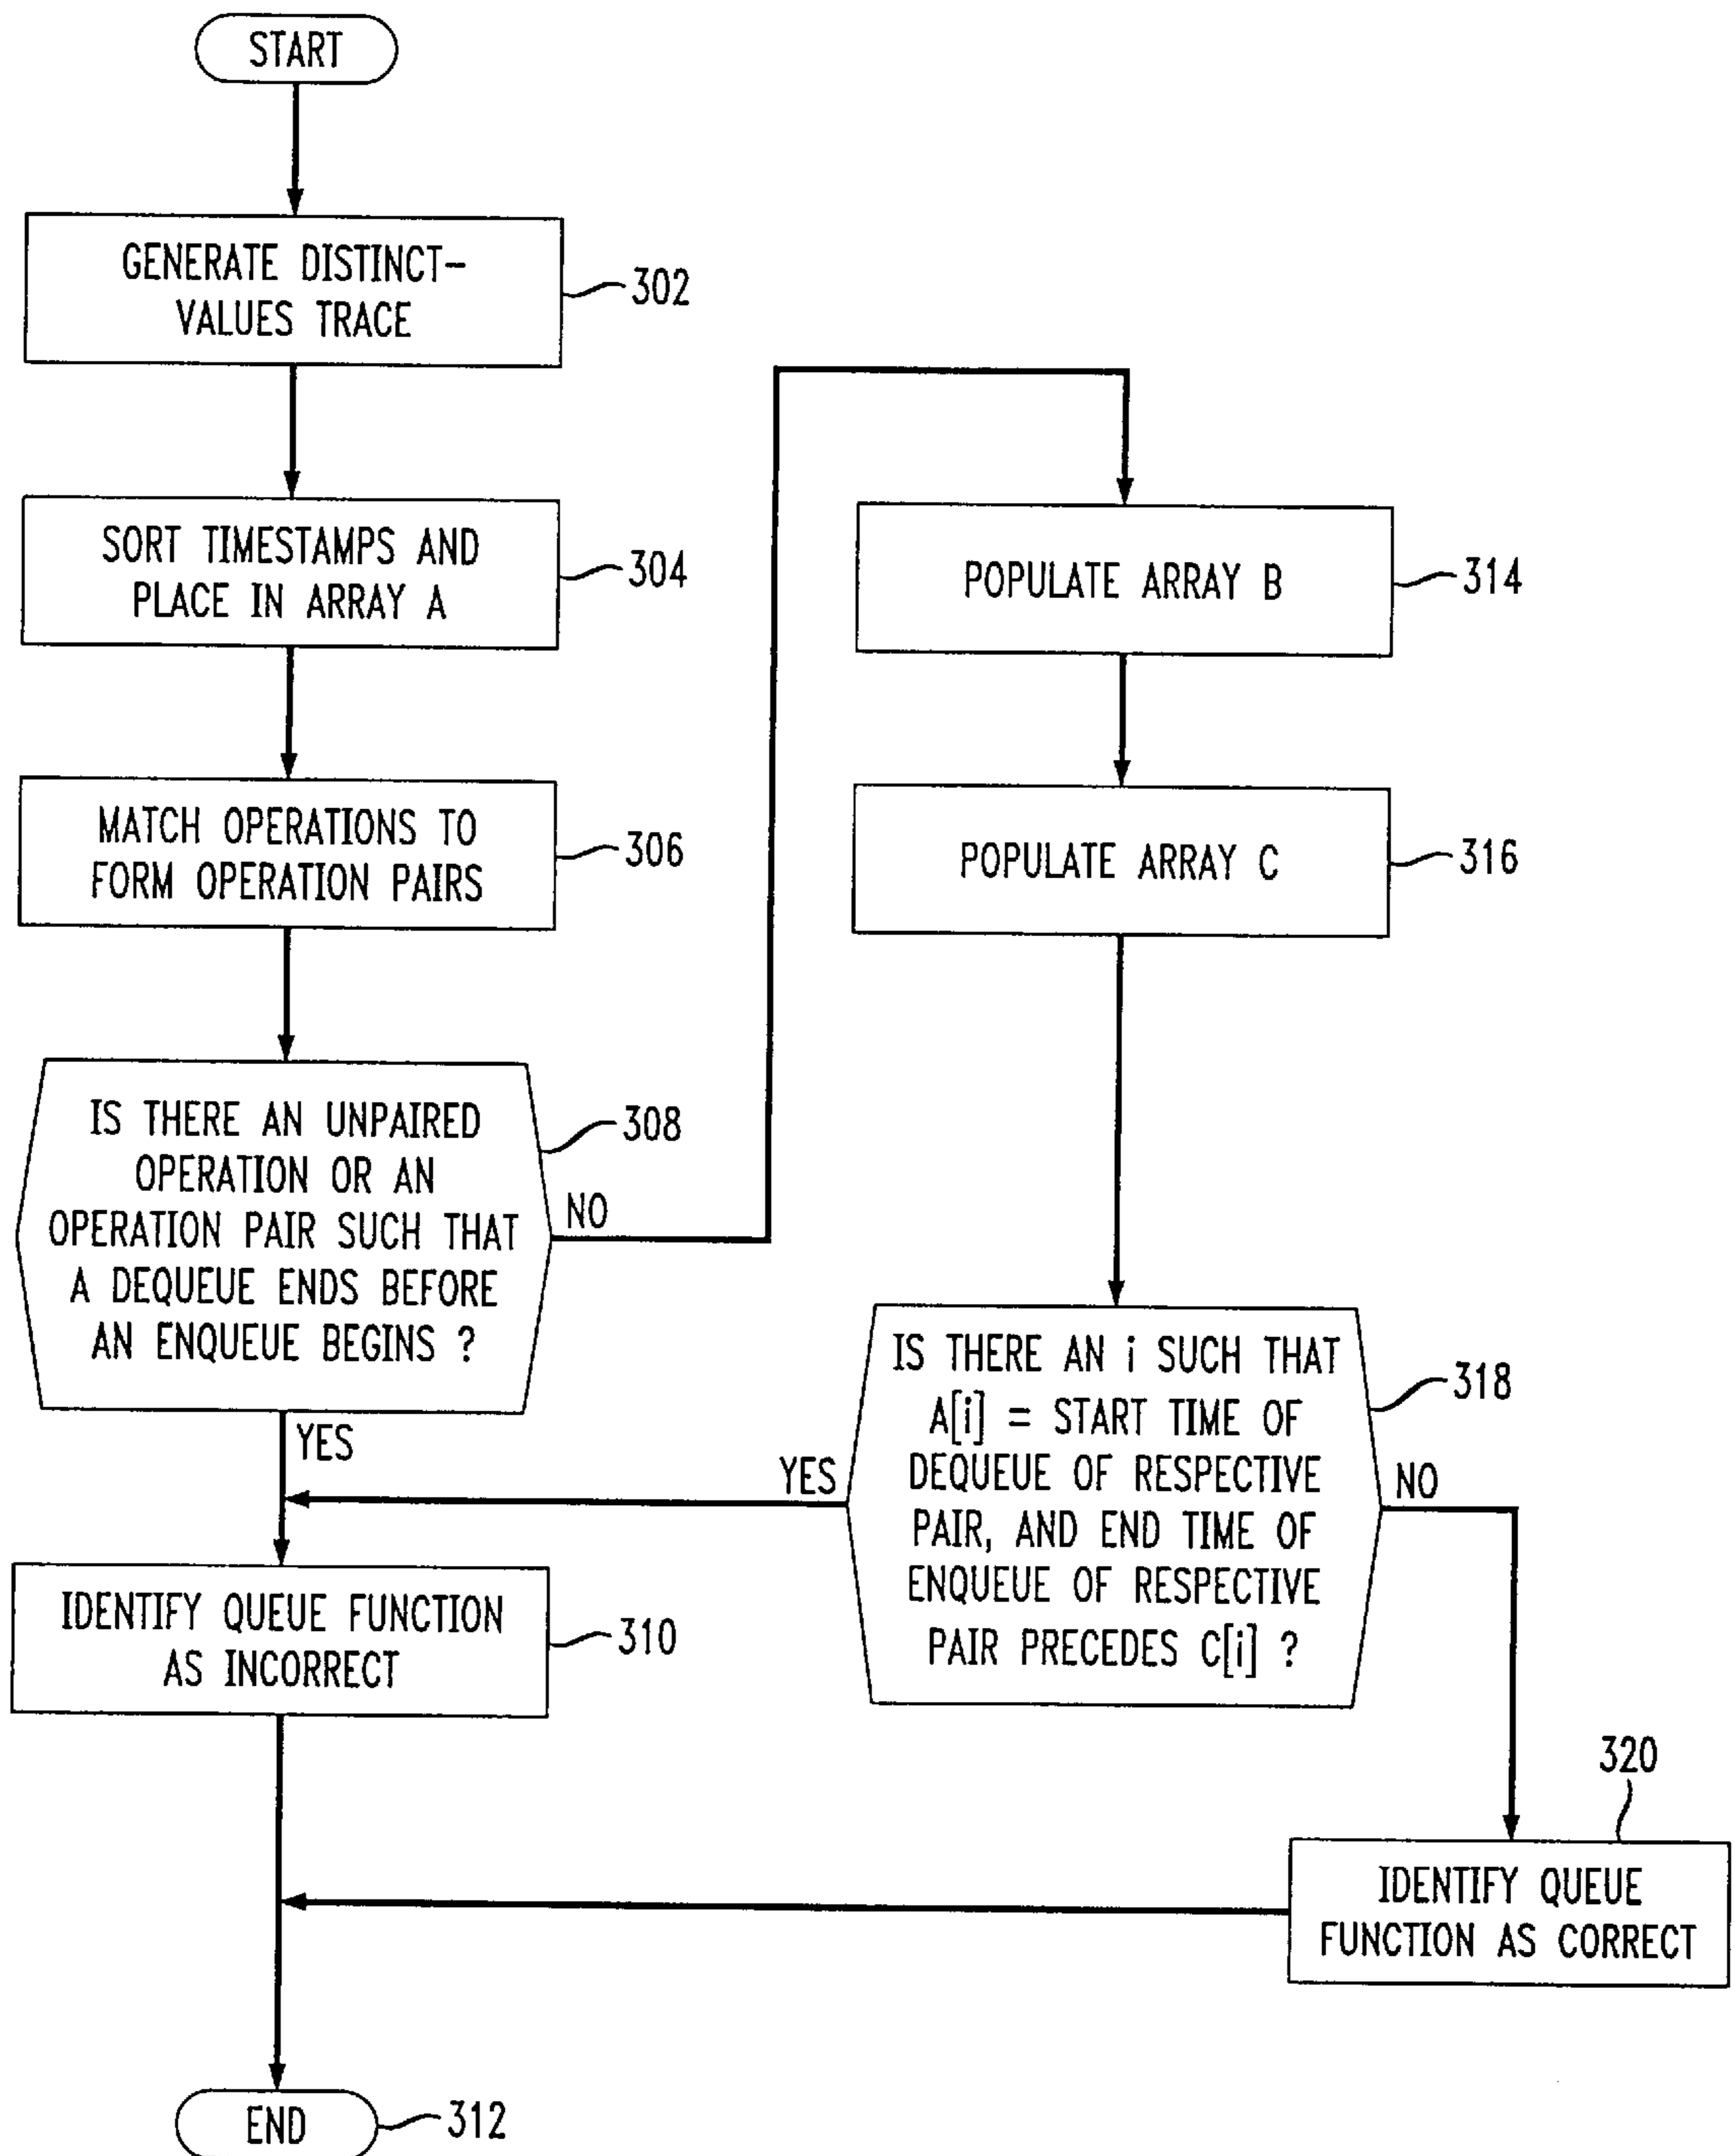 START
GENERATE DISTINCT-
VALUES TRACE
302
SORT TIMESTAMPS AND
PLACE IN ARRAY A
304
MATCH OPERATIONS TO
FORM OPERATION PAIRS
306
IS THERE AN UNPAIRED
OPERATION OR AN
OPERATION PAIR SUCH THAT
A DEQUEUE ENDS BEFORE
AN ENQUEUE BEGINS ?
308
NO
YES
IDENTIFY QUEUE FUNCTION
AS INCORRECT
310
POPULATE ARRAY B
314
POPULATE ARRAY C
316
IS THERE AN i SUCH THAT
A[i] = START TIME OF
DEQUEUE OF RESPECTIVE
PAIR, AND END TIME OF
ENQUEUE OF RESPECTIVE
PAIR PRECEDES C[i] ?
318
YES
NO
320
IDENTIFY QUEUE
FUNCTION AS CORRECT
END
312